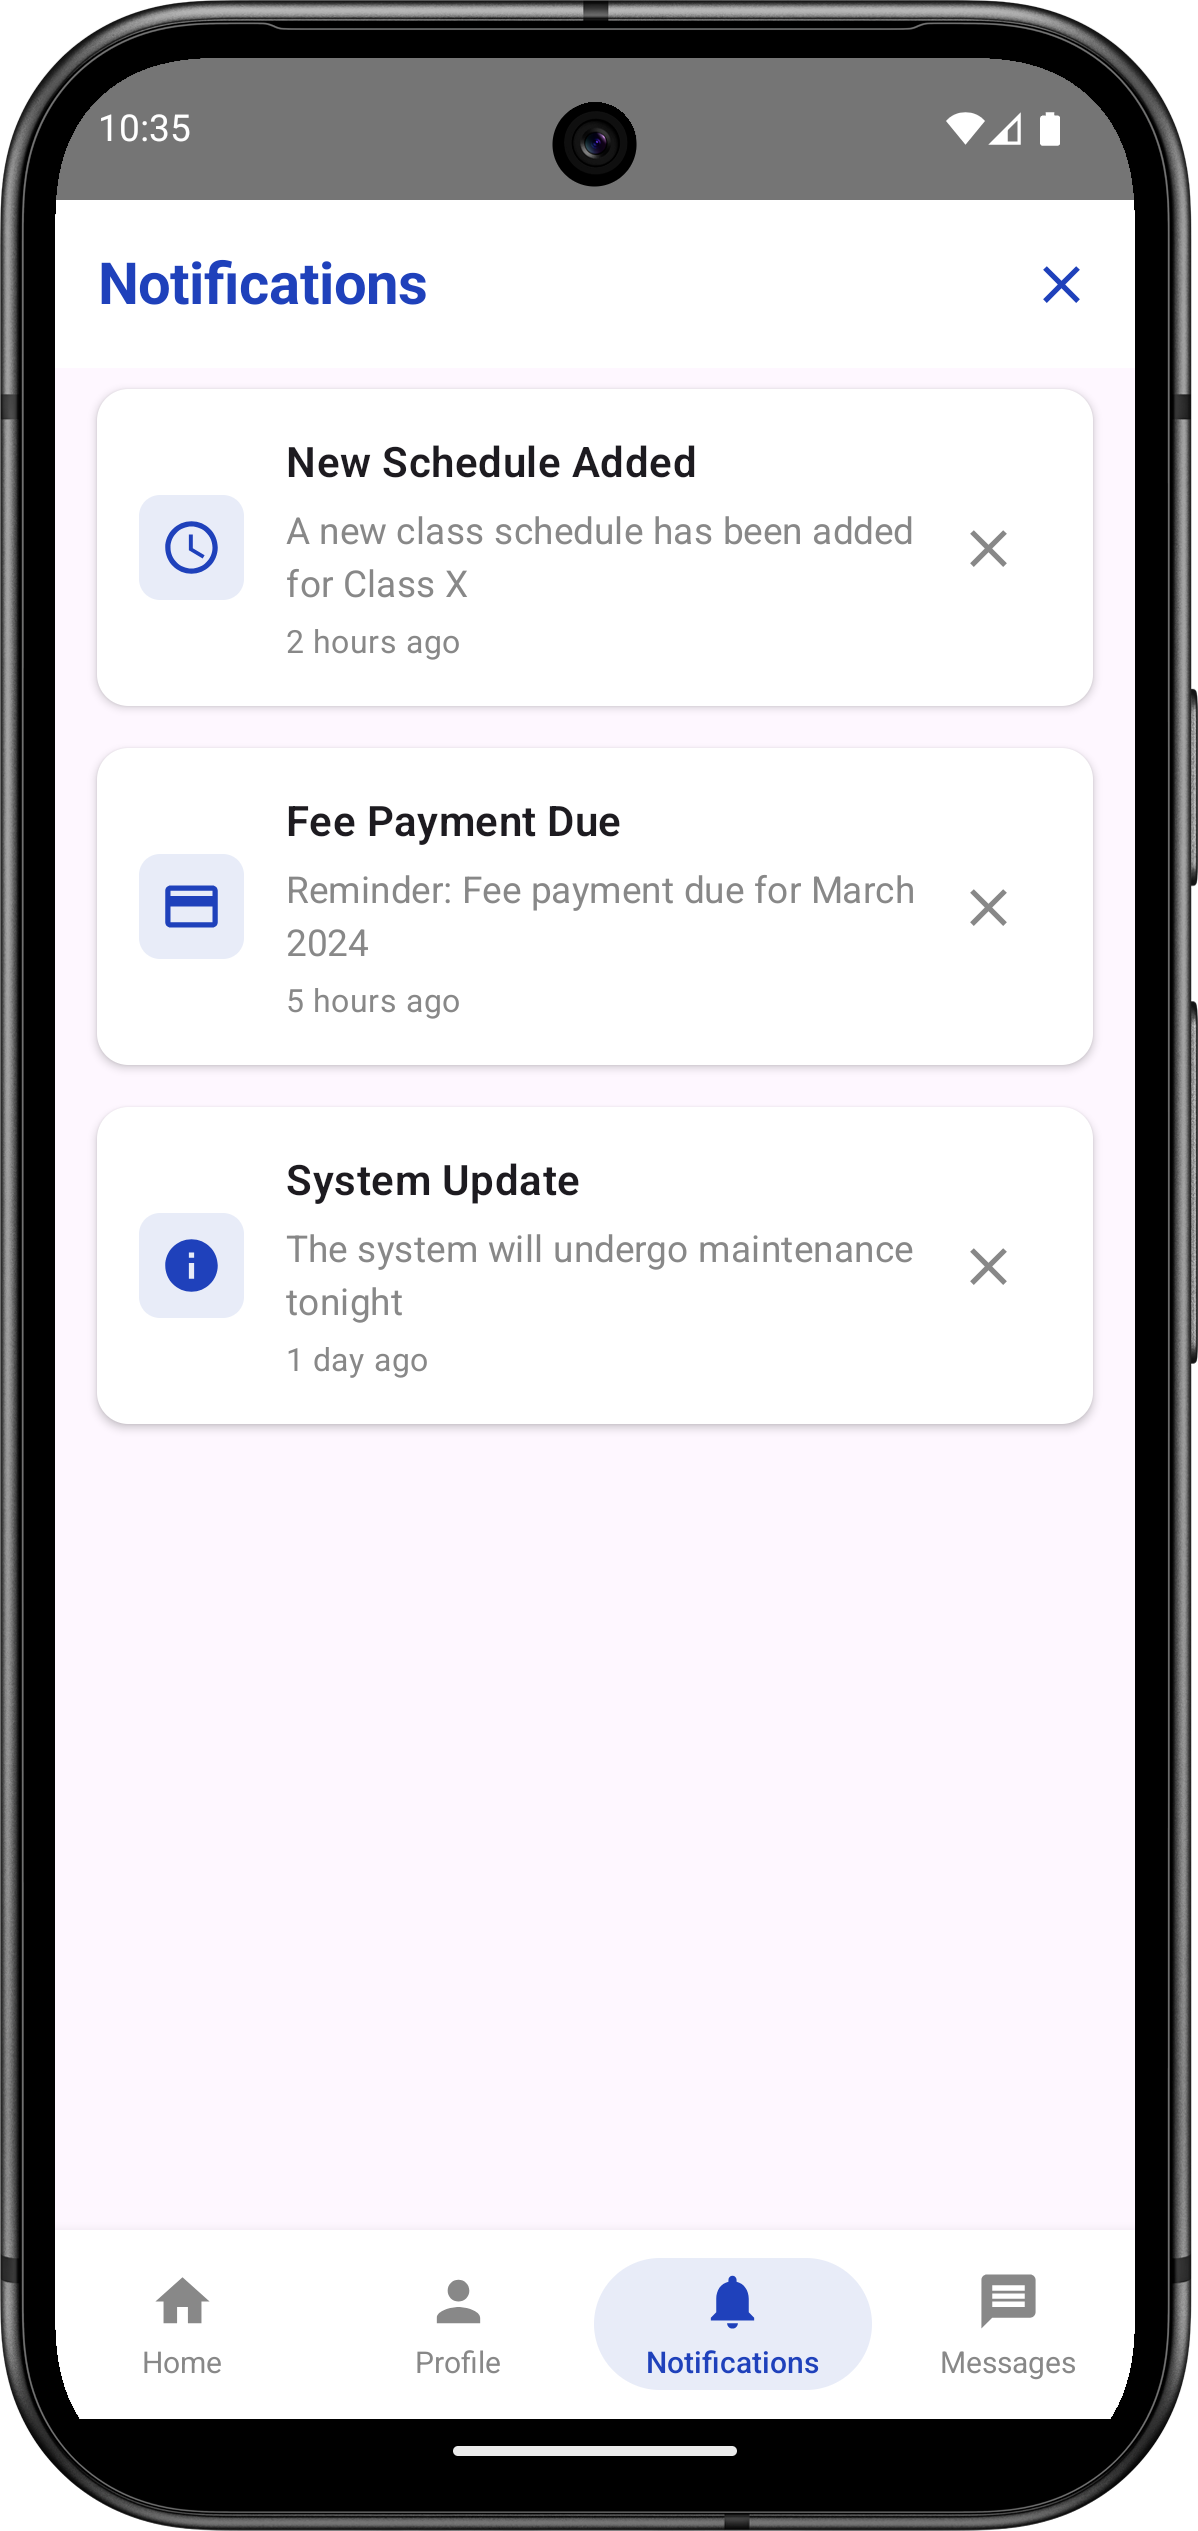 10:35
Notifications
New Schedule Added
A new class schedule has been added
for Class X
2 hours ago
Fee Payment Due
Reminder: Fee payment due for March
2024
5 hours ago
System Update
The system will undergo maintenance
tonight
1 day ago
Home
Profile
Notifications
Messages